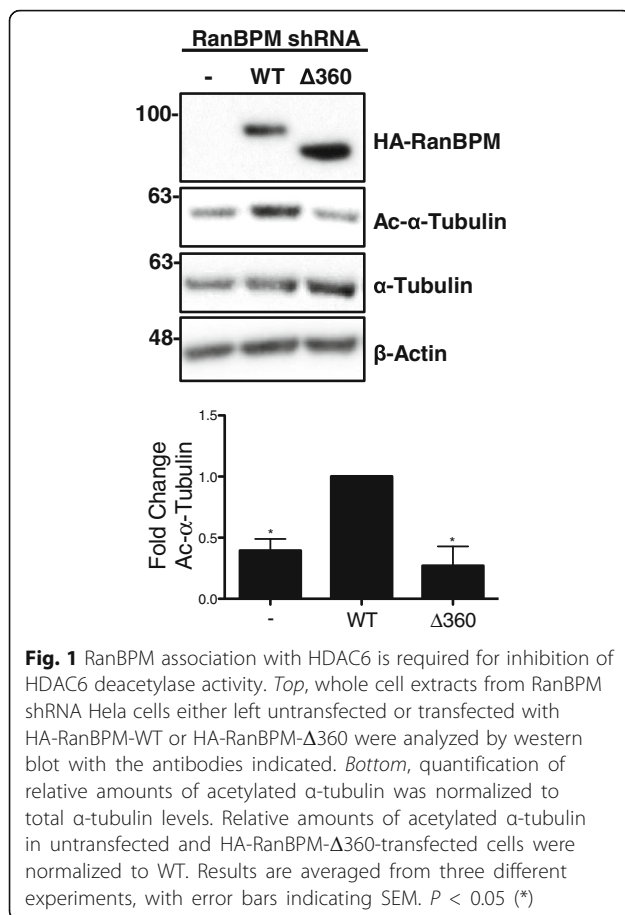 RanBPM shRNA
- WT Δ360
100-
HA-RanBPM
63-
Ac-α-Tubulin
63-
α-Tubulin
48-
β-Actin
Fold Change
Ac-α-Tubulin
1.5
1.0
0.5
0.0
* *
- WT Δ360
Fig. 1 RanBPM association with HDAC6 is required for inhibition of
HDAC6 deacetylase activity. Top, whole cell extracts from RanBPM
shRNA Hela cells either left untransfected or transfected with
HA-RanBPM-WT or HA-RanBPM-Δ360 were analyzed by western
blot with the antibodies indicated. Bottom, quantification of
relative amounts of acetylated α-tubulin was normalized to
total α-tubulin levels. Relative amounts of acetylated α-tubulin
in untransfected and HA-RanBPM-Δ360-transfected cells were
normalized to WT. Results are averaged from three different
experiments, with error bars indicating SEM. P < 0.05 (*)